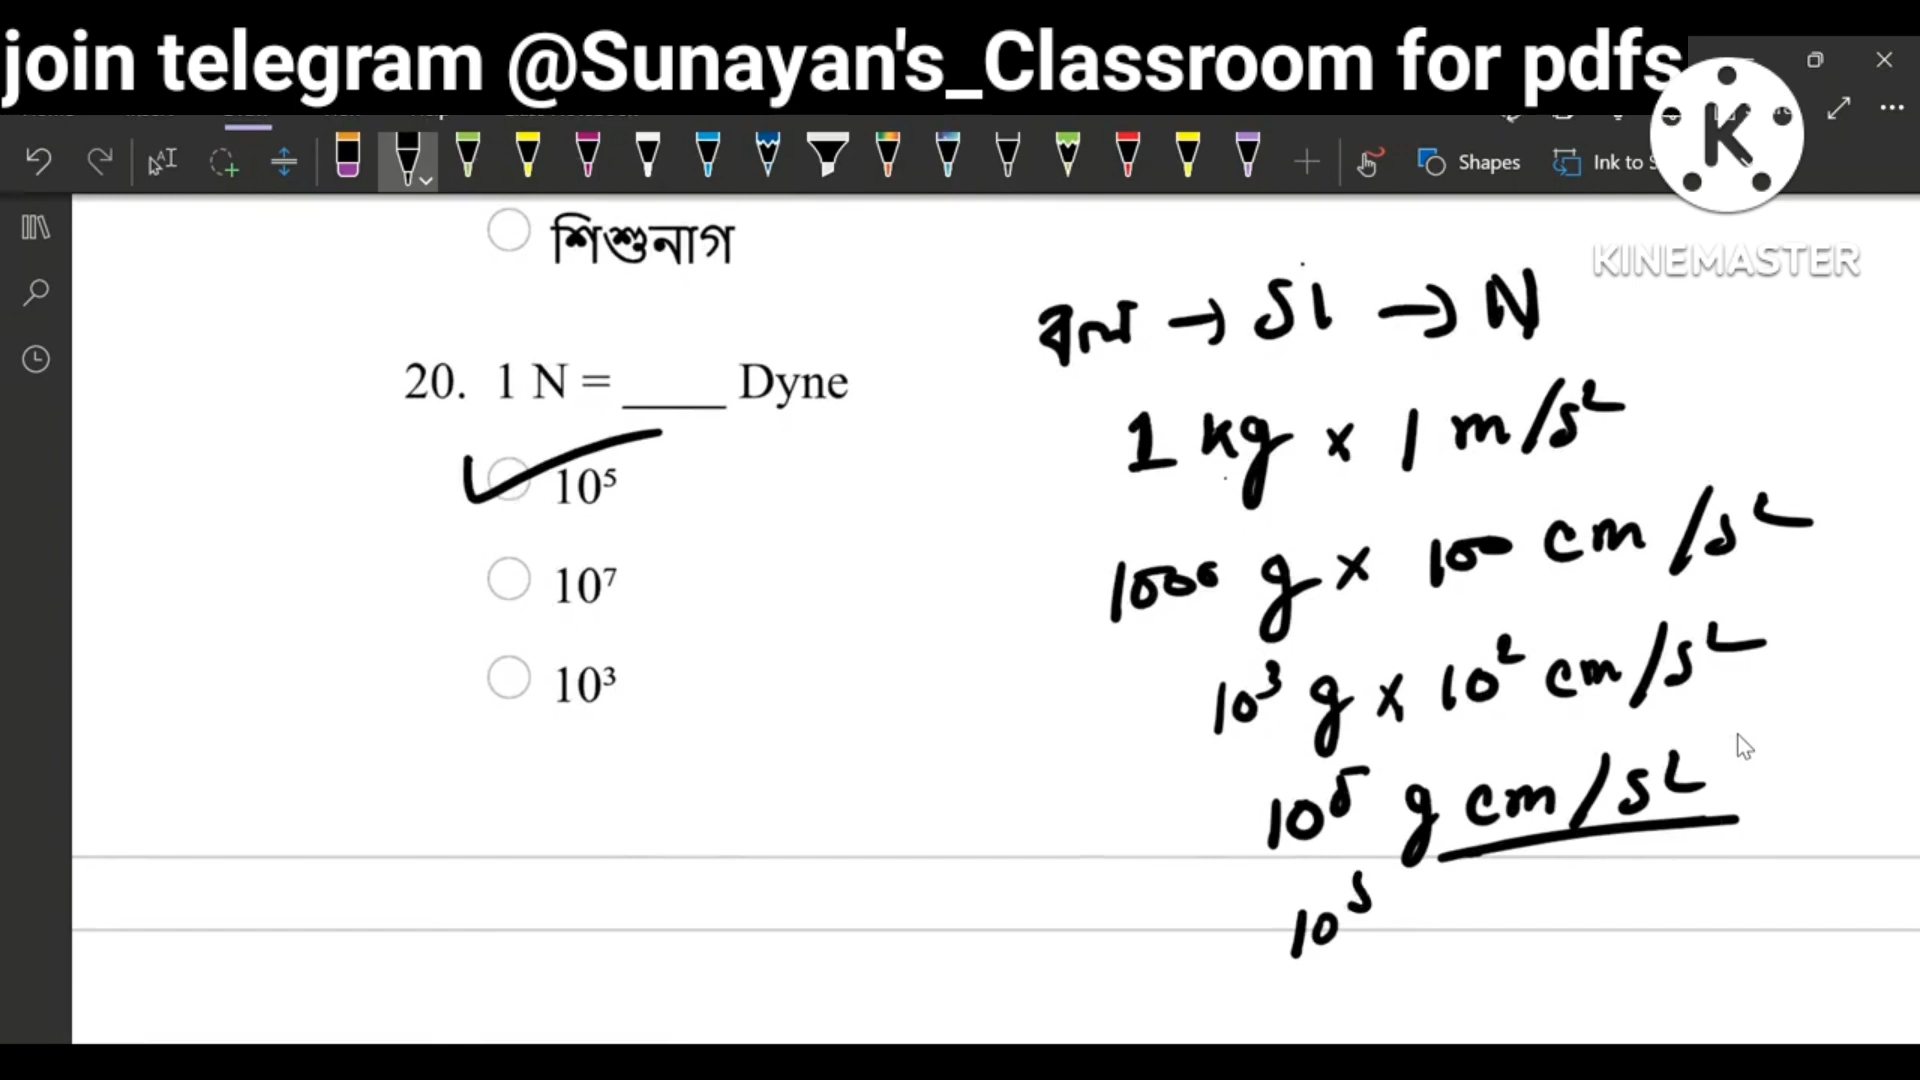 join telegram @Sunayan's_Classroom for pdfs
Shapes
Ink to S
KINEMASTER
শিশুনাগ
20. 1 N = ____ Dyne
10⁵
10⁷
10³
বল → SI → N
1 kg × 1 m/s²
1000 g × 100 cm/s²
10³ g × 10² cm/s²
10⁵ g cm/s²
10⁵